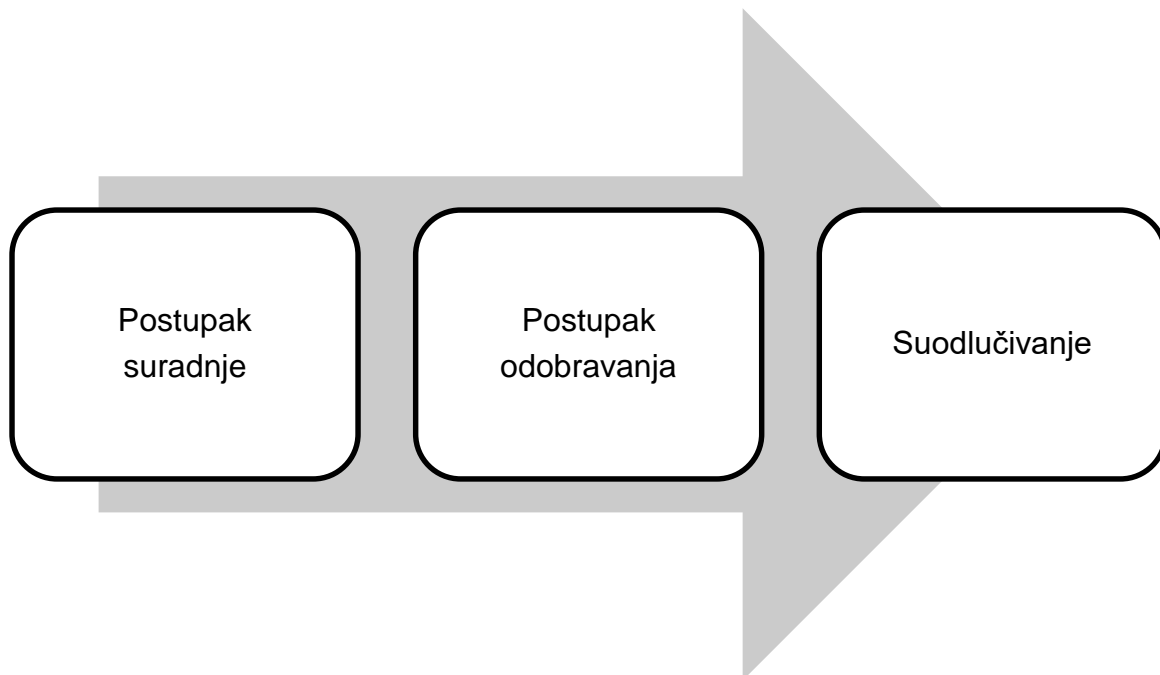 Postupak
suradnje
Postupak
odobravanja
Suodlučivanje